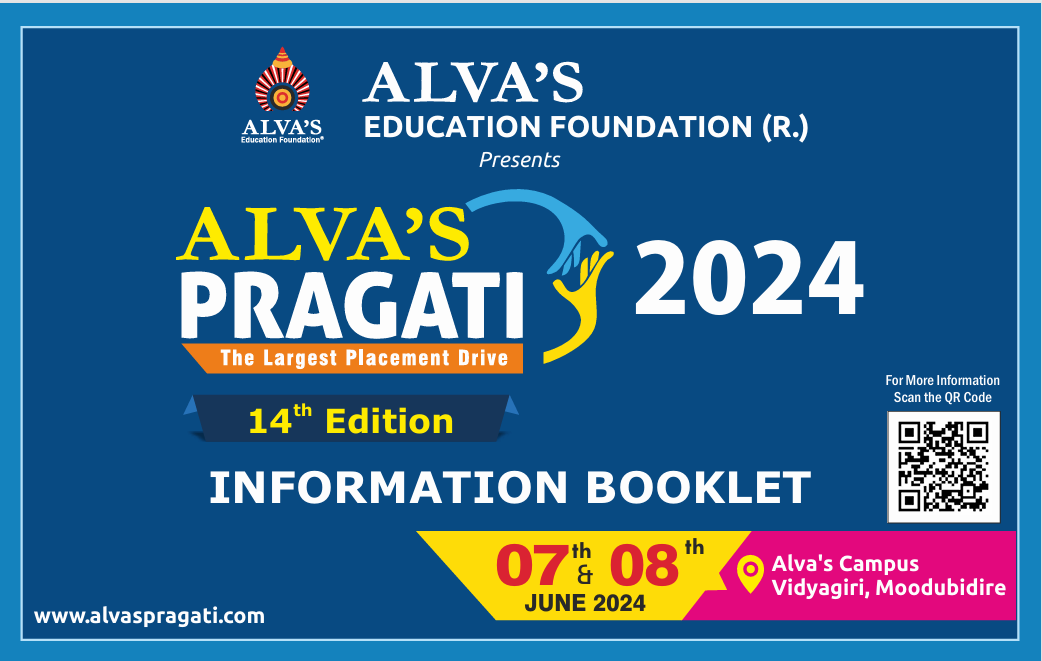 ALVA'S
Education Foundation®
ALVA'S
EDUCATION FOUNDATION (R.)
Presents
ALVA'S
PRAGATI
The Largest Placement Drive
2024
14th Edition
INFORMATION BOOKLET
For More Information
Scan the QR Code
07th & 08th
JUNE 2024
Alva's Campus
Vidyagiri, Moodubidire
www.alvaspragati.com